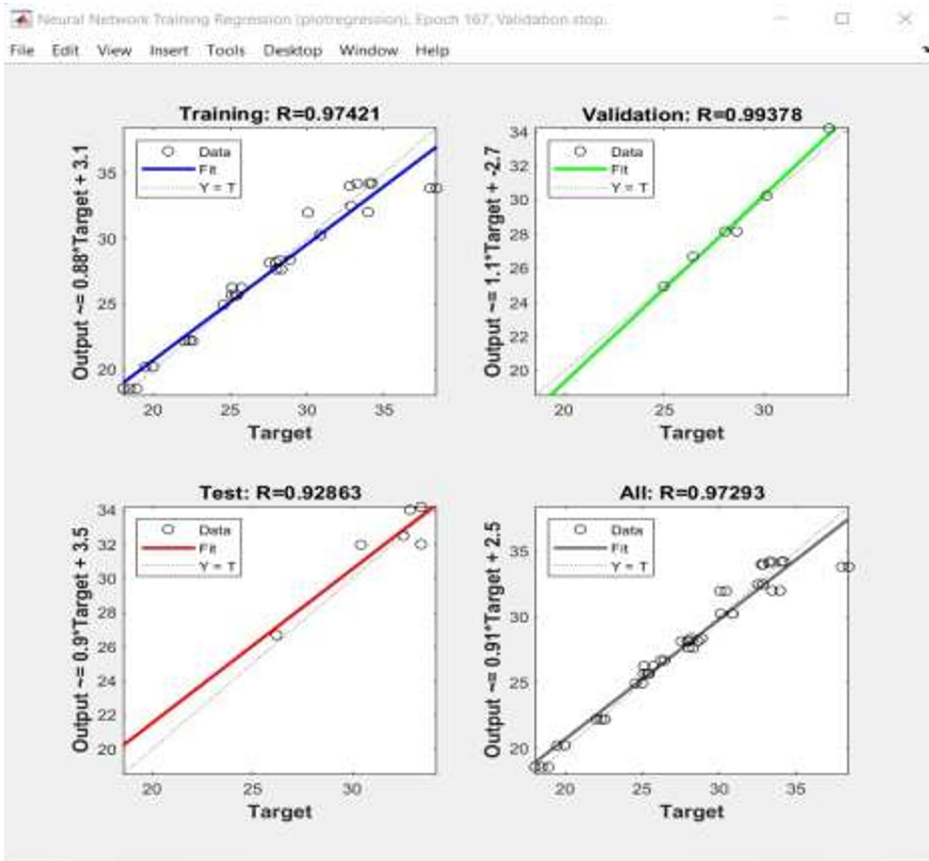 Neural Network Training Regression (plotregression), Epoch 167, Validation stop.
File Edit View Insert Tools Desktop Window Help
Training: R=0.97421
Output ~= 0.88*Target + 3.1
Data
Fit
Y = T
35
30
25
20
20 25 30 35
Target
Validation: R=0.99378
Output ~= 1.1*Target + -2.7
Data
Fit
Y = T
34
32
30
28
26
24
22
20
20 30
Target
Test: R=0.92863
Output ~= 0.9*Target + 3.5
Data
Fit
Y = T
34
32
30
28
26
24
22
20
20 25 30
Target
All: R=0.97293
Output ~= 0.91*Target + 2.5
Data
Fit
Y = T
35
30
25
20
20 25 30 35
Target